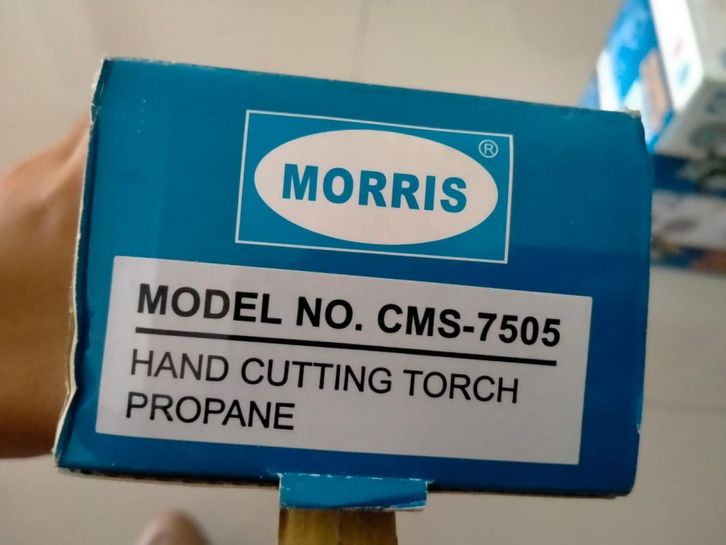 MORRIS ®
MODEL NO. CMS-7505
HAND CUTTING TORCH
PROPANE